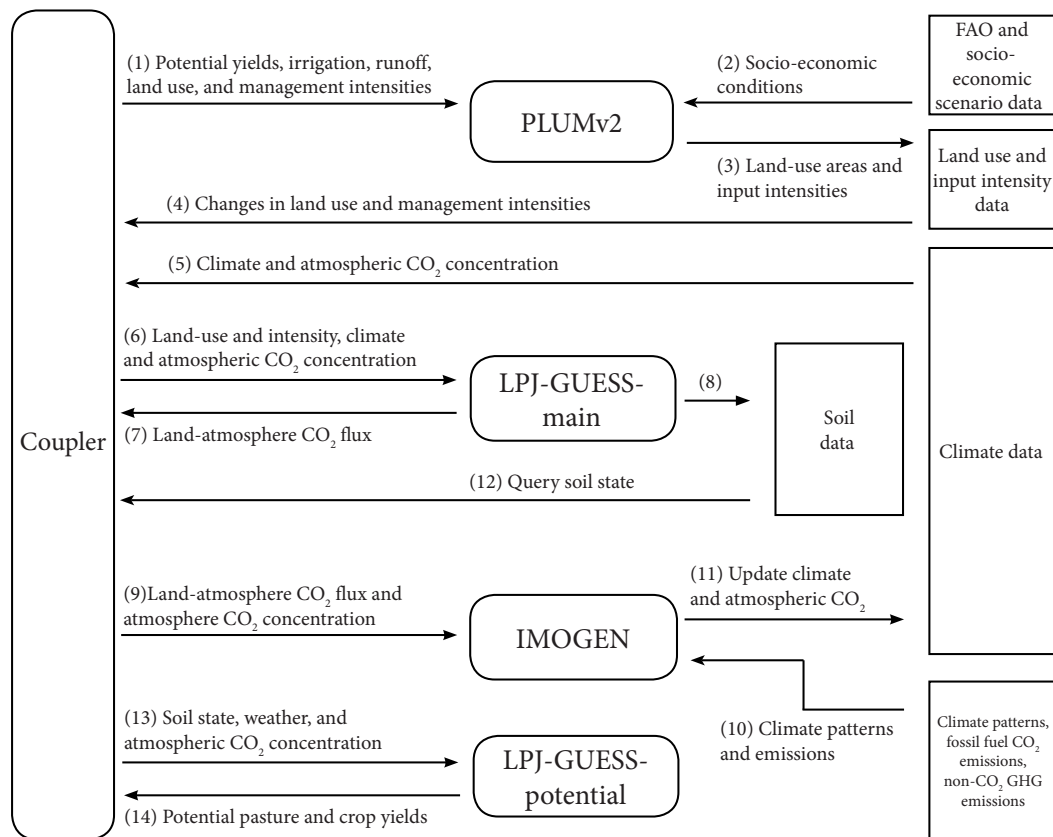 (1) Potential yields, irrigation, runoff,
land use, and management intensities
PLUMv2
(2) Socio-economic
conditions
FAO and
socio-
economic
scenario data
(3) Land-use areas and
input intensities
Land use and
input intensity
data
(4) Changes in land use and management intensities
(5) Climate and atmospheric CO₂ concentration
(6) Land-use and intensity, climate
and atmospheric CO₂ concentration
LPJ-GUESS-
main
(8)
Soil
data
Climate data
Coupler
(7) Land-atmosphere CO₂ flux
(12) Query soil state
(9)Land-atmosphere CO₂ flux and
atmosphere CO₂ concentration
IMOGEN
(11) Update climate
and atmospheric CO₂
(10) Climate patterns
and emissions
Climate patterns,
fossil fuel CO₂
emissions,
non-CO₂ GHG
emissions
(13) Soil state, weather, and
atmospheric CO₂ concentration
LPJ-GUESS-
potential
(14) Potential pasture and crop yields